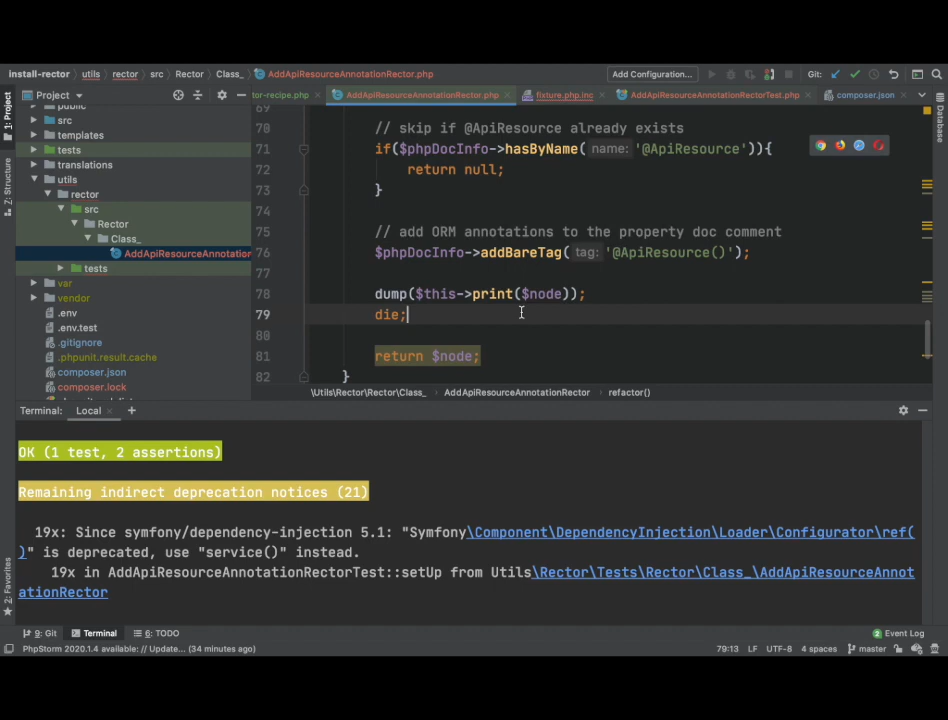 install-rector utils rector src Rector Class_ AddApiResourceAnnotationRector.php Add Configuration... Git:
Project tor-recipe.php AddApiResourceAnnotationRector.php fixture.php.inc AddApiResourceAnnotationRectorTest.php composer.json
1: Project
Z: Structure
2: Favorites
Database
public
src
templates
tests
translations
utils
rector
src
Rector
Class_
AddApiResourceAnnotation
tests
var
vendor
.env
.env.test
.gitignore
.phpunit.result.cache
composer.json
composer.lock
69
70 // skip if @ApiResource already exists
71 if($phpDocInfo->hasByName( name: '@ApiResource')){
72 return null;
73 }
74
75 // add ORM annotations to the property doc comment
76 $phpDocInfo->addBareTag( tag: '@ApiResource()');
77
78 dump($this->print($node));
79 die;
80
81 return $node;
82 }
\Utils\Rector\Rector\Class_ AddApiResourceAnnotationRector refactor()
Terminal: Local +
OK (1 test, 2 assertions)
Remaining indirect deprecation notices (21)
19x: Since symfony/dependency-injection 5.1: "Symfony\Component\DependencyInjection\Loader\Configurator\ref(
)" is deprecated, use "service()" instead.
19x in AddApiResourceAnnotationRectorTest::setUp from Utils\Rector\Tests\Rector\Class_\AddApiResourceAnnot
ationRector
9: Git Terminal 6: TODO 2 Event Log
PhpStorm 2020.1.4 available: // Update... (34 minutes ago) 79:13 LF UTF-8 4 spaces master